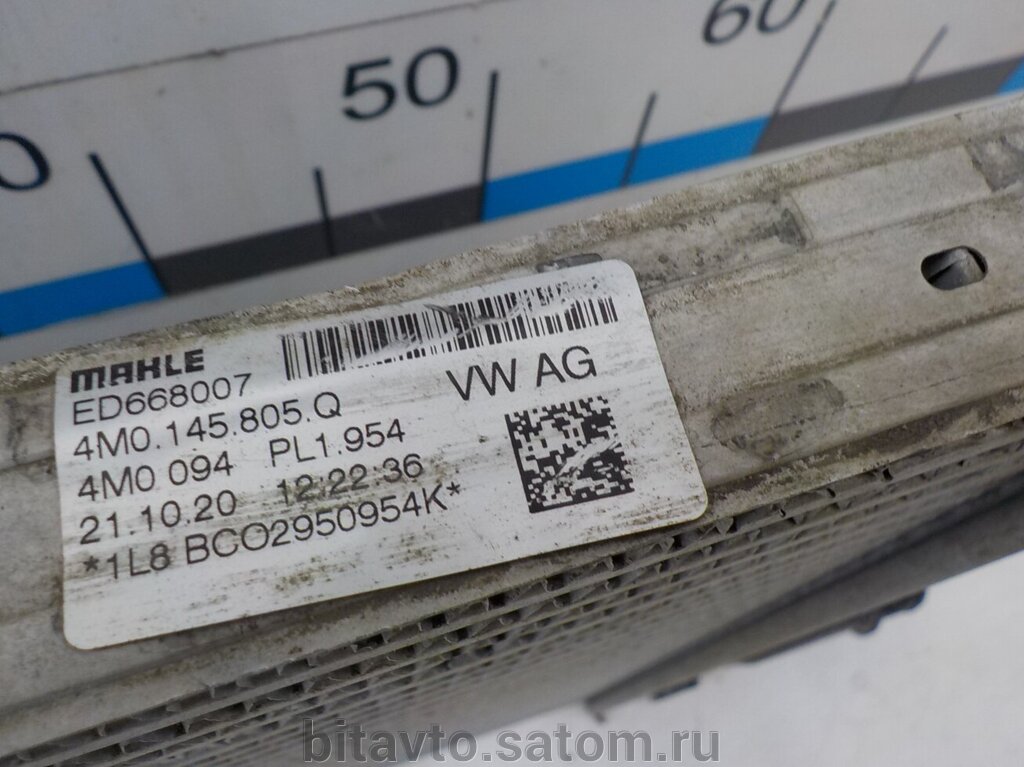 50
60
MAHLE
ED668007
4M0.145.805.Q
VW AG
4M0 094 PL1.954
21.10.20 12:22:36
*1L8 BCO2950954K*
bitavto.satom.ru